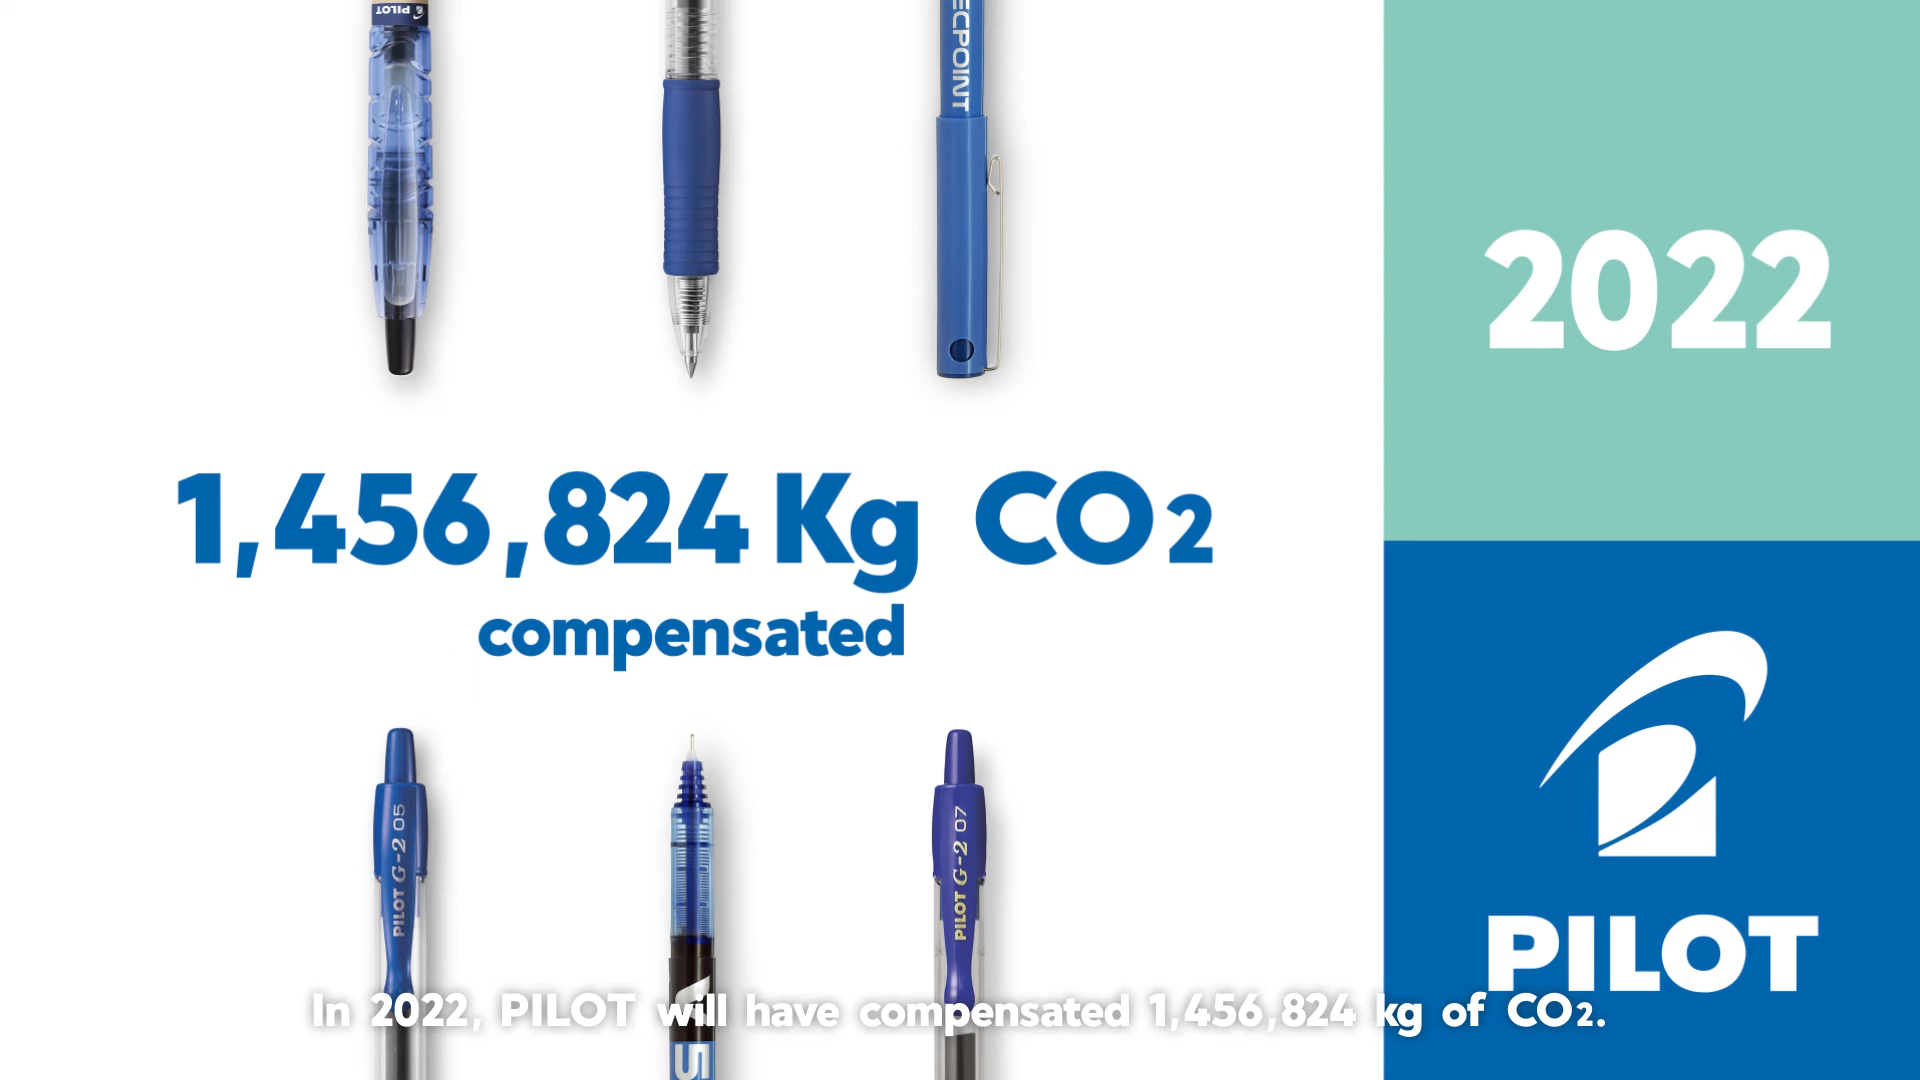 PILOT
ECPOINT
2022
1,456,824 Kg CO2
compensated
PILOT G-2 05
PILOT G-2 07
5
PILOT
In 2022, PILOT will have compensated 1,456,824 kg of CO2.